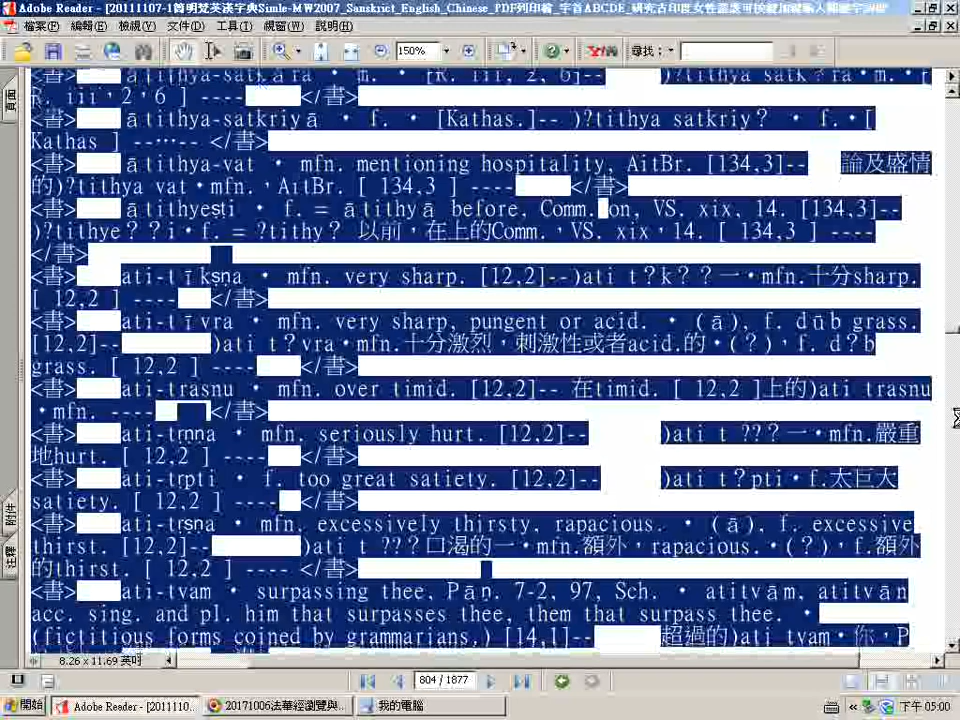 Adobe Reader - [20111107-1簡明梵英漢字典Simle-MW2007_Sanskrit_English_Chinese_PDF列印檔_字首ABCDE_研究古印度女性
檔案(F) 編輯(E) 檢視(V) 文件(D) 工具(T) 視窗(W) 說明(H)
150% 尋找:
頁面
附件
註釋
<書> ātithya-satkāra • m. • [R. iii, 2, 6]-- )?tithya satk?ra•m.•[
R. iii,2,6 ] ---- </書>
<書> ātithya-satkriyā • f. • [Kathas.]-- )?tithya satkriy? • f.•[
Kathas ] --…-- </書>
<書> ātithya-vat • mfn. mentioning hospitality, AitBr. [134,3]-- 論及盛情
的)?tithya vat•mfn.,AitBr. [ 134,3 ] ---- </書>
<書> ātithyeṣti • f. = ātithyā before, Comm. on, VS. xix, 14. [134,3]--
)?tithye??i•f. = ?tithy? 以前,在上的Comm.,VS. xix,14. [ 134,3 ] ----
</書>
<書> ati-tīkṣṇa • mfn. very sharp. [12,2]--)ati t?k??一•mfn.十分sharp.
[ 12,2 ] ---- </書>
<書> ati-tīvra • mfn. very sharp, pungent or acid. • (ā), f. dūb grass.
[12,2]-- )ati t?vra•mfn.十分激烈,刺激性或者acid.的•(?),f. d?b
grass. [ 12,2 ] ---- </書>
<書> ati-trasnu • mfn. over timid. [12,2]-- 在timid. [ 12,2 ]上的)ati trasnu
•mfn. ---- </書>
<書> ati-tṛṇṇa • mfn. seriously hurt. [12,2]-- )ati t ???一•mfn.嚴重
地hurt. [ 12,2 ] ---- </書>
<書> ati-tṛpti • f. too great satiety. [12,2]-- )ati t?pti•f.太巨大
satiety. [ 12,2 ] ---- </書>
<書> ati-tṛṣṇa • mfn. excessively thirsty, rapacious. • (ā), f. excessive
thirst. [12,2]-- )ati t ???口渴的一•mfn.額外,rapacious.•(?),f.額外
的thirst. [ 12,2 ] ---- </書>
<書> ati-tvam • surpassing thee, Pāṇ. 7-2, 97, Sch. • atitvām, atitvān
acc. sing. and pl. him that surpasses thee, them that surpass thee. •
(fictitious forms coined by grammarians.) [14,1]-- 超過的)ati tvam•你,P
8.26 x 11.69 英吋
804 / 1877
開始 Adobe Reader - [2011110... 20171006法華經瀏覽與... 我的電腦 下午 05:00